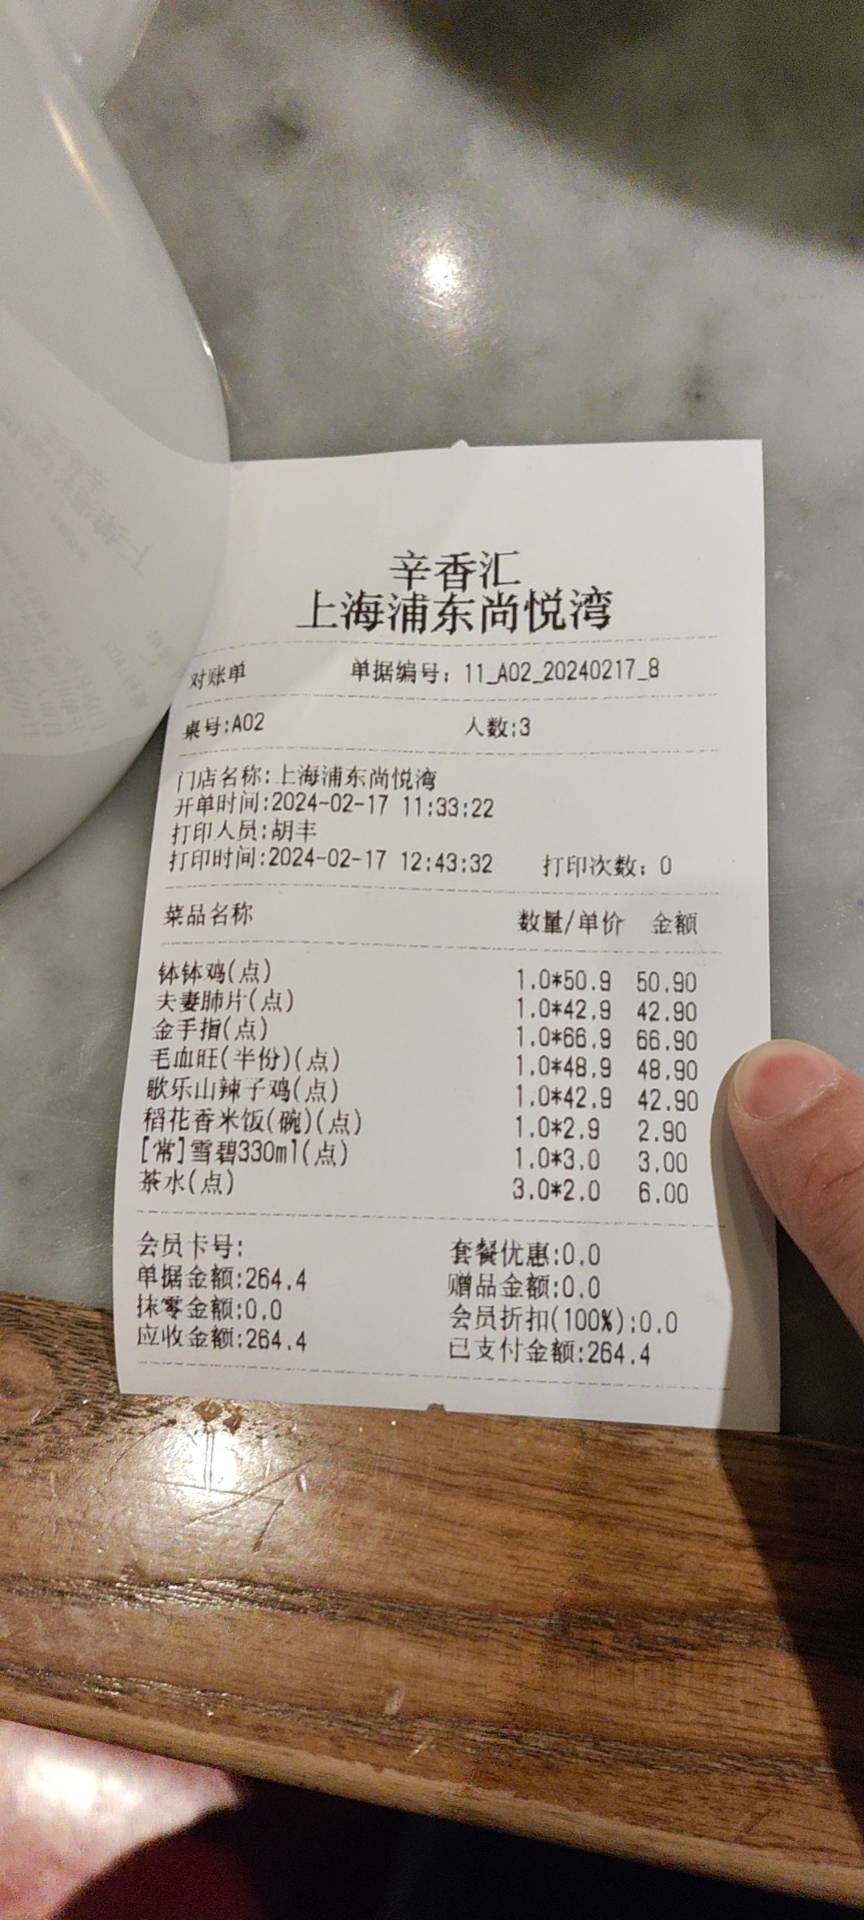 辛香汇
上海浦东尚悦湾
对账单 单据编号：11_A02_20240217_8
桌号:A02 人数:3
门店名称:上海浦东尚悦湾
开单时间:2024-02-17 11:33:22
打印人员:胡丰
打印时间:2024-02-17 12:43:32 打印次数：0
菜品名称 数量/单价 金额
钵钵鸡(点) 1.0*50.9 50.90
夫妻肺片(点) 1.0*42.9 42.90
金手指(点) 1.0*66.9 66.90
毛血旺(半份)(点) 1.0*48.9 48.90
歌乐山辣子鸡(点) 1.0*42.9 42.90
稻花香米饭(碗)(点) 1.0*2.9 2.90
[常]雪碧330ml(点) 1.0*3.0 3.00
茶水(点) 3.0*2.0 6.00
会员卡号: 套餐优惠:0.0
单据金额:264.4 赠品金额:0.0
抹零金额:0.0 会员折扣(100%):0.0
应收金额:264.4 已支付金额:264.4